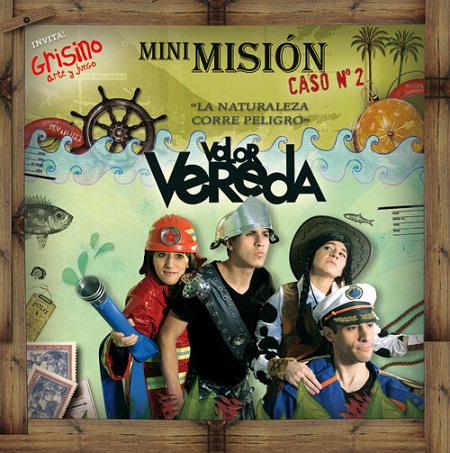 INVITA:
Grisino
arte y juego
MINI MISIÓN
CASO Nº 2
"LA NATURALEZA
CORRE PELIGRO"
VALOR
VEREDA